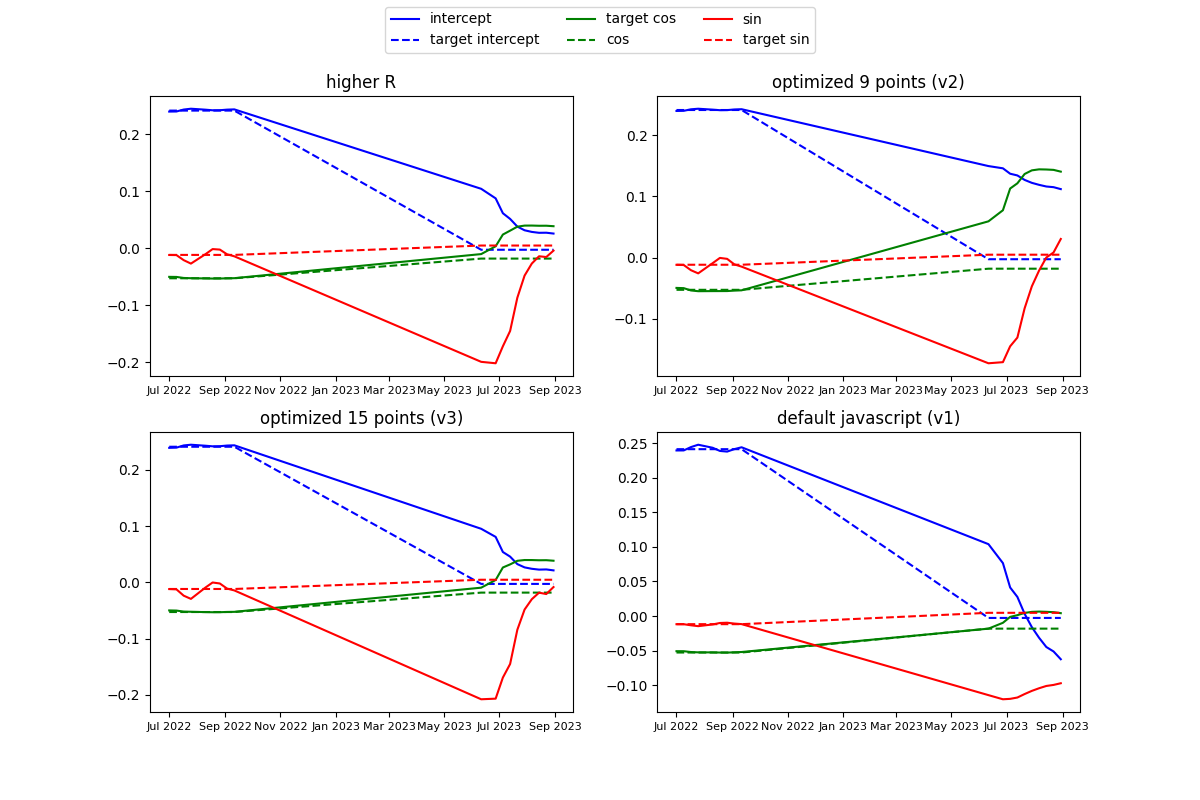 intercept target cos sin
target intercept cos target sin
higher R
0.2
0.1
0.0
−0.1
−0.2
Jul 2022 Sep 2022 Nov 2022 Jan 2023 Mar 2023 May 2023 Jul 2023 Sep 2023
optimized 9 points (v2)
0.2
0.1
0.0
−0.1
Jul 2022 Sep 2022 Nov 2022 Jan 2023 Mar 2023 May 2023 Jul 2023 Sep 2023
optimized 15 points (v3)
0.2
0.1
0.0
−0.1
−0.2
Jul 2022 Sep 2022 Nov 2022 Jan 2023 Mar 2023 May 2023 Jul 2023 Sep 2023
default javascript (v1)
0.25
0.20
0.15
0.10
0.05
0.00
−0.05
−0.10
Jul 2022 Sep 2022 Nov 2022 Jan 2023 Mar 2023 May 2023 Jul 2023 Sep 2023